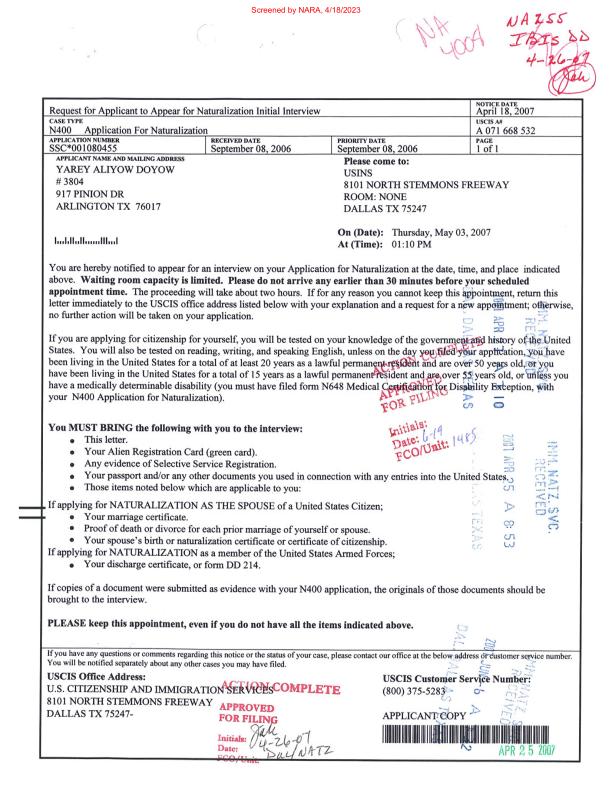 Screened by NARA, 4/18/2023
NA
4004
NA 255
IBIS DD
4-26-07
Request for Applicant to Appear for Naturalization Initial Interview
NOTICE DATE
April 18, 2007
CASE TYPE
N400 Application For Naturalization
USCIS A#
A 071 668 532
APPLICATION NUMBER
SSC*001080455
RECEIVED DATE
September 08, 2006
PRIORITY DATE
September 08, 2006
PAGE
1 of 1
APPLICANT NAME AND MAILING ADDRESS
YAREY ALIYOW DOYOW
# 3804
917 PINION DR
ARLINGTON TX 76017
Please come to:
USINS
8101 NORTH STEMMONS FREEWAY
ROOM: NONE
DALLAS TX 75247
On (Date): Thursday, May 03, 2007
At (Time): 01:10 PM
You are hereby notified to appear for an interview on your Application for Naturalization at the date, time, and place indicated
above. Waiting room capacity is limited. Please do not arrive any earlier than 30 minutes before your scheduled
appointment time. The proceeding will take about two hours. If for any reason you cannot keep this appointment, return this
letter immediately to the USCIS office address listed below with your explanation and a request for a new appointment; otherwise,
no further action will be taken on your application.
If you are applying for citizenship for yourself, you will be tested on your knowledge of the government and history of the United
States. You will also be tested on reading, writing, and speaking English, unless on the day you filed your application, you have
been living in the United States for a total of at least 20 years as a lawful permanent resident and are over 50 years old, or you
have been living in the United States for a total of 15 years as a lawful permanent resident and are over 55 years old, or unless you
have a medically determinable disability (you must have filed form N648 Medical Certification for Disability Exception, with
your N400 Application for Naturalization).
ACTION COMPLETE
APPROVED
FOR FILING
Initials:
Date: 6-19
FCO/Unit: 1485
IMM. NATZ. SVC.
RECEIVED
2007 APR 25 A 8:53
DALLAS TEXAS
You MUST BRING the following with you to the interview:
• This letter.
• Your Alien Registration Card (green card).
• Any evidence of Selective Service Registration.
• Your passport and/or any other documents you used in connection with any entries into the United States.
• Those items noted below which are applicable to you:
If applying for NATURALIZATION AS THE SPOUSE of a United States Citizen;
• Your marriage certificate.
• Proof of death or divorce for each prior marriage of yourself or spouse.
• Your spouse's birth or naturalization certificate or certificate of citizenship.
If applying for NATURALIZATION as a member of the United States Armed Forces;
• Your discharge certificate, or form DD 214.
If copies of a document were submitted as evidence with your N400 application, the originals of those documents should be
brought to the interview.
PLEASE keep this appointment, even if you do not have all the items indicated above.
If you have any questions or comments regarding this notice or the status of your case, please contact our office at the below address or customer service number.
You will be notified separately about any other cases you may have filed.
USCIS Office Address:
U.S. CITIZENSHIP AND IMMIGRATION SERVICES
8101 NORTH STEMMONS FREEWAY
DALLAS TX 75247-
USCIS Customer Service Number:
(800) 375-5283
APPLICANT COPY
ACTION COMPLETE
APPROVED
FOR FILING
Initials:
Date: 4-26-07
FCO/Unit: Dal/NATZ
APR 25 2007